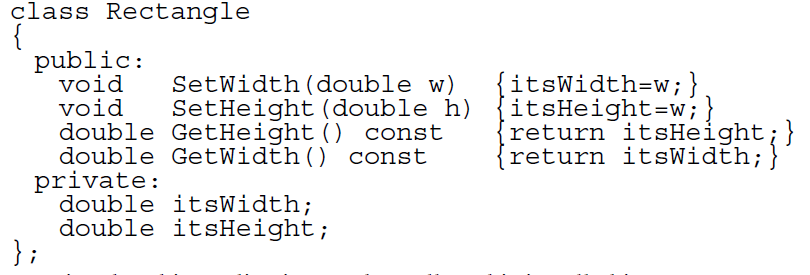 class Rectangle
{
  public:
    void   SetWidth(double w)  {itsWidth=w;}
    void   SetHeight(double h) {itsHeight=w;}
    double GetHeight() const   {return itsHeight;}
    double GetWidth() const    {return itsWidth;}
  private:
    double itsWidth;
    double itsHeight;
};